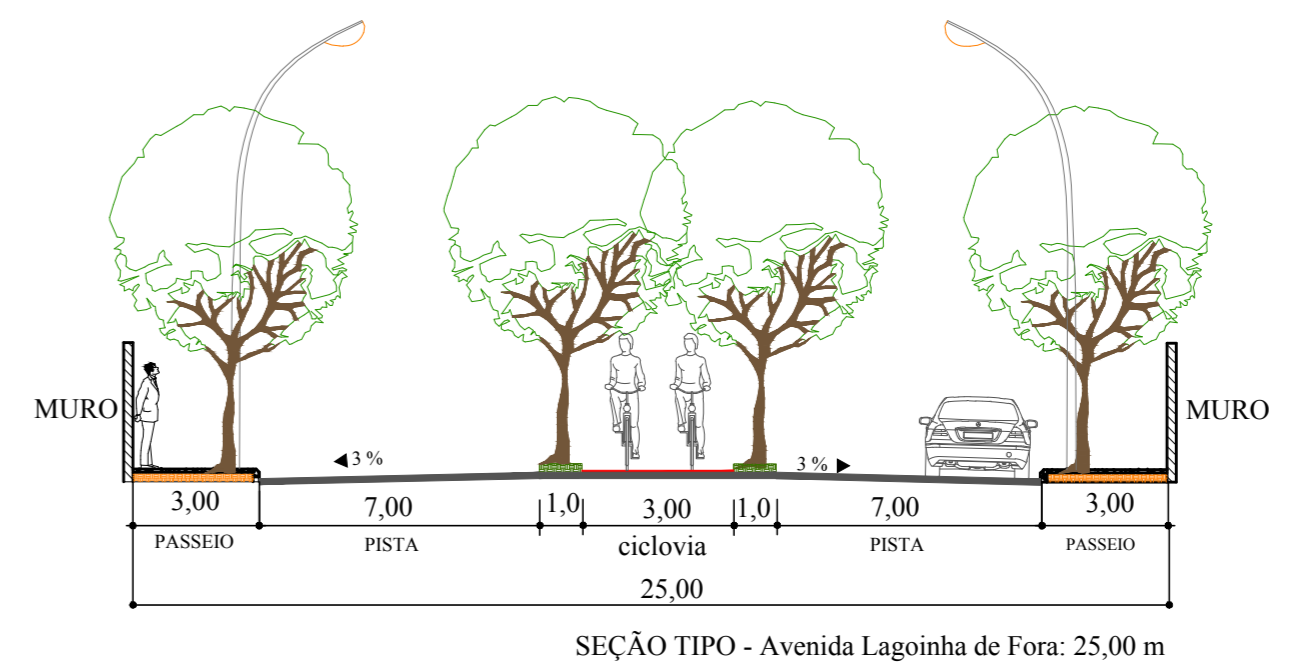 MURO
MURO
3 %
3 %
3,00
7,00
1,0
3,00
1,0
7,00
3,00
PASSEIO
PISTA
ciclovia
PISTA
PASSEIO
25,00
SEÇÃO TIPO - Avenida Lagoinha de Fora: 25,00 m